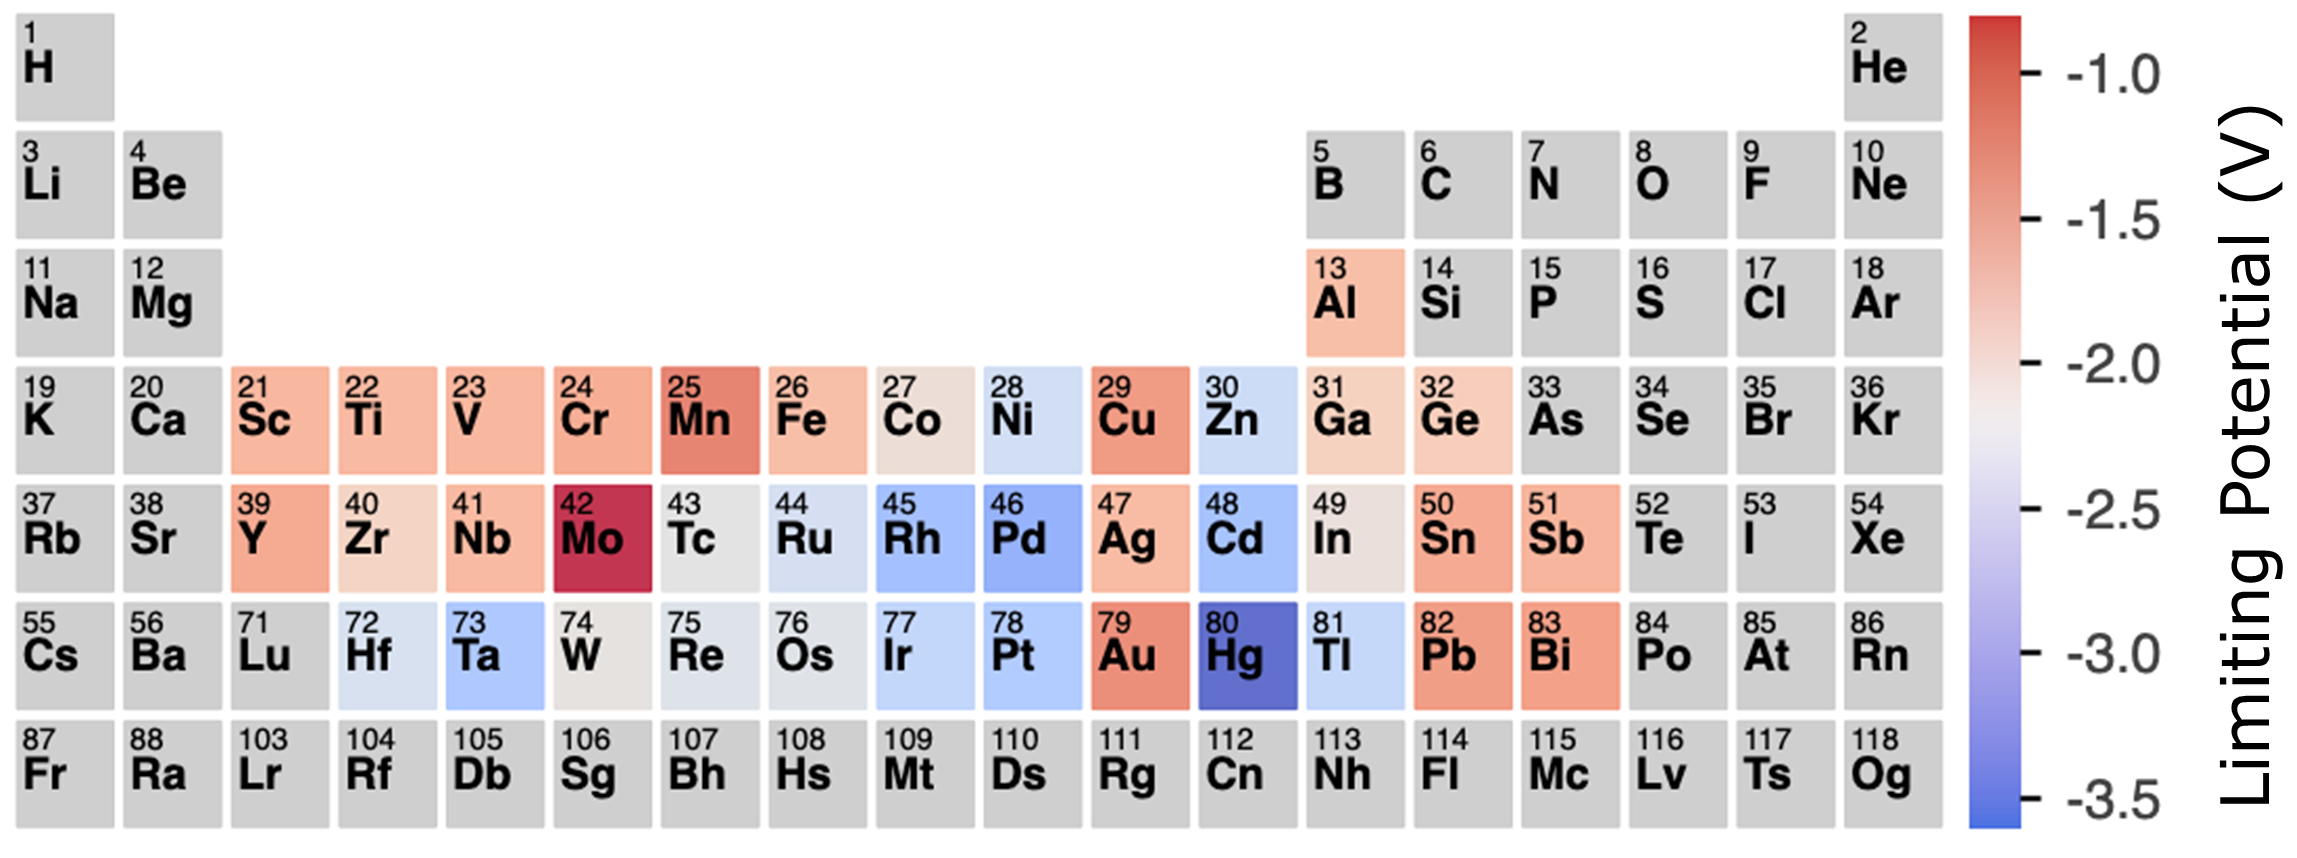 1 2
H He
3 4 5 6 7 8 9 10
Li Be B C N O F Ne
11 12 13 14 15 16 17 18
Na Mg Al Si P S Cl Ar
19 20 21 22 23 24 25 26 27 28 29 30 31 32 33 34 35 36
K Ca Sc Ti V Cr Mn Fe Co Ni Cu Zn Ga Ge As Se Br Kr
37 38 39 40 41 42 43 44 45 46 47 48 49 50 51 52 53 54
Rb Sr Y Zr Nb Mo Tc Ru Rh Pd Ag Cd In Sn Sb Te I Xe
55 56 71 72 73 74 75 76 77 78 79 80 81 82 83 84 85 86
Cs Ba Lu Hf Ta W Re Os Ir Pt Au Hg Tl Pb Bi Po At Rn
87 88 103 104 105 106 107 108 109 110 111 112 113 114 115 116 117 118
Fr Ra Lr Rf Db Sg Bh Hs Mt Ds Rg Cn Nh Fl Mc Lv Ts Og
-1.0
-1.5
-2.0
-2.5
-3.0
-3.5
Limiting Potential (V)